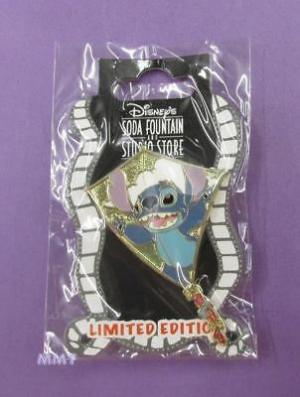 Disney's
SODA FOUNTAIN
AND
STUDIO STORE
LIMITED EDITION
MMT